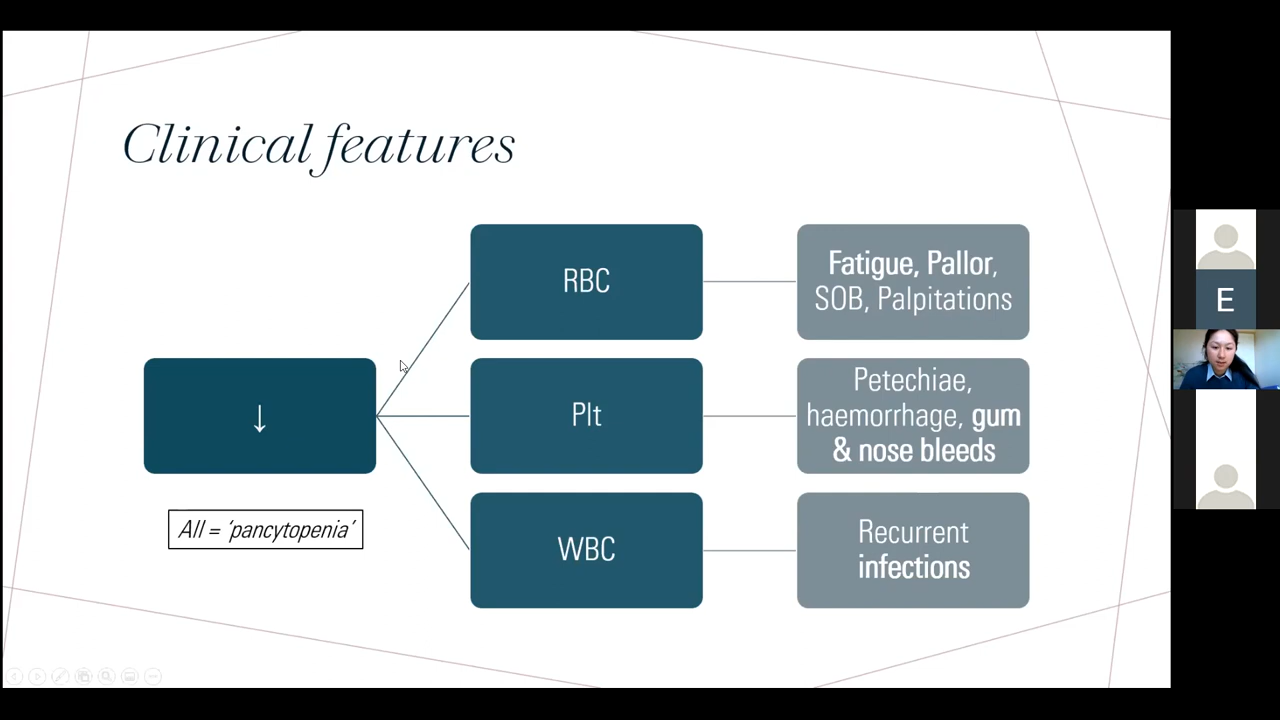 Clinical features
↓
All = ‘pancytopenia’
RBC
Fatigue, Pallor,
SOB, Palpitations
Plt
Petechiae,
haemorrhage, gum
& nose bleeds
WBC
Recurrent
infections
E